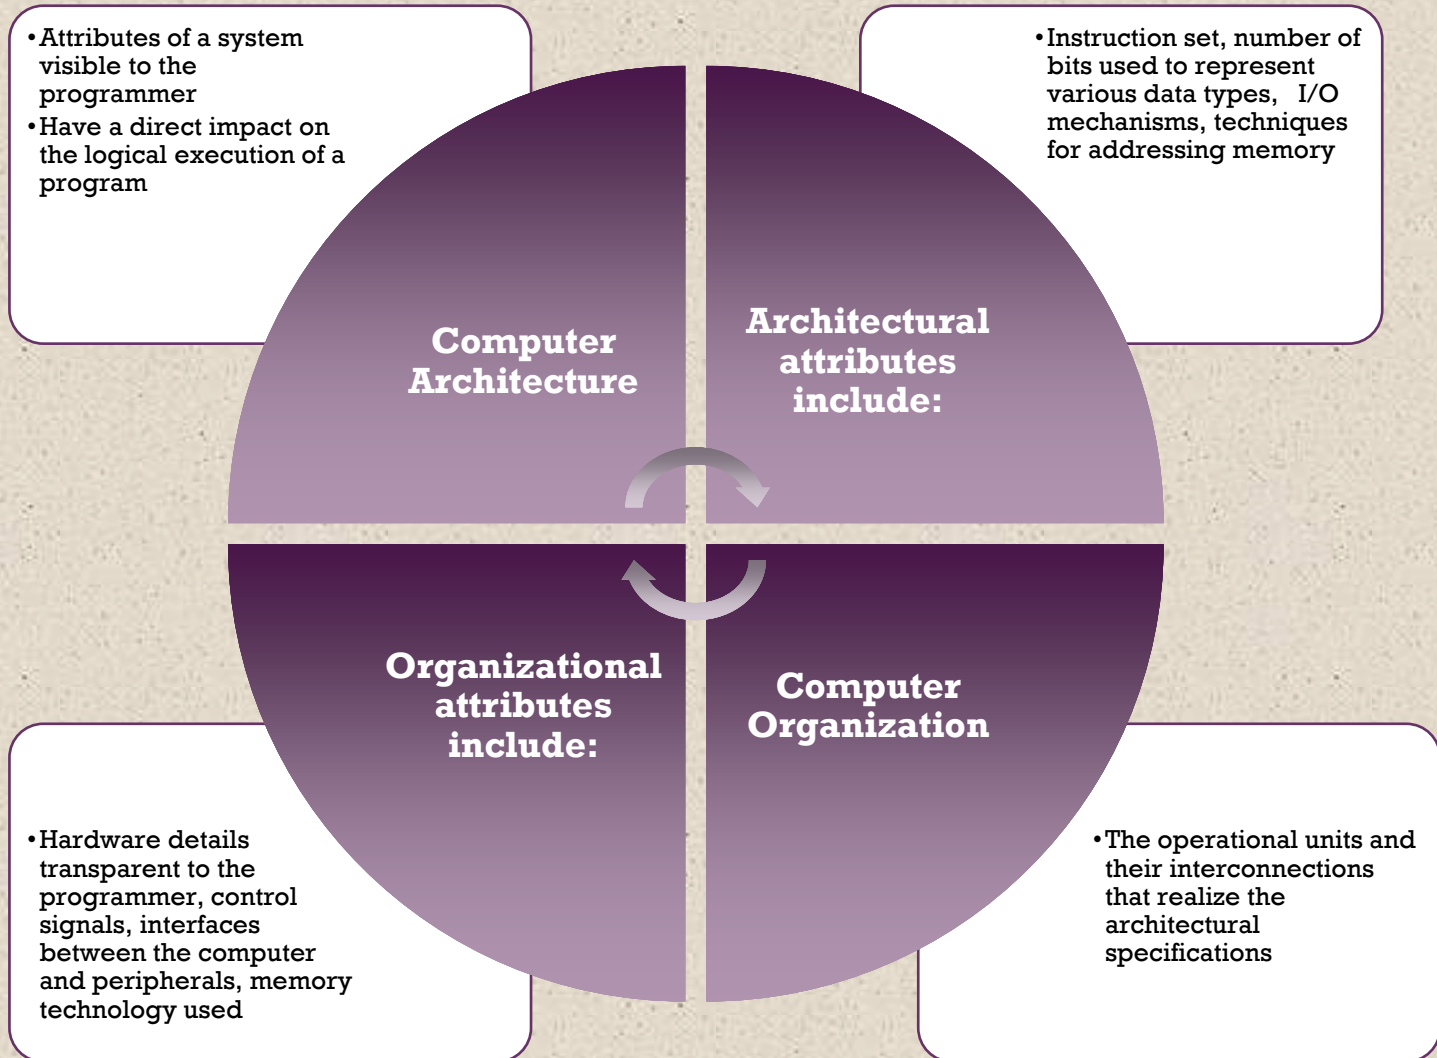 •Attributes of a system
visible to the
programmer
•Have a direct impact on
the logical execution of a
program
•Instruction set, number of
bits used to represent
various data types,   I/O
mechanisms, techniques
for addressing memory
Computer
Architecture
Architectural
attributes
include:
Organizational
attributes
include:
Computer
Organization
•Hardware details
transparent to the
programmer, control
signals, interfaces
between the computer
and peripherals, memory
technology used
•The operational units and
their interconnections
that realize the
architectural
specifications